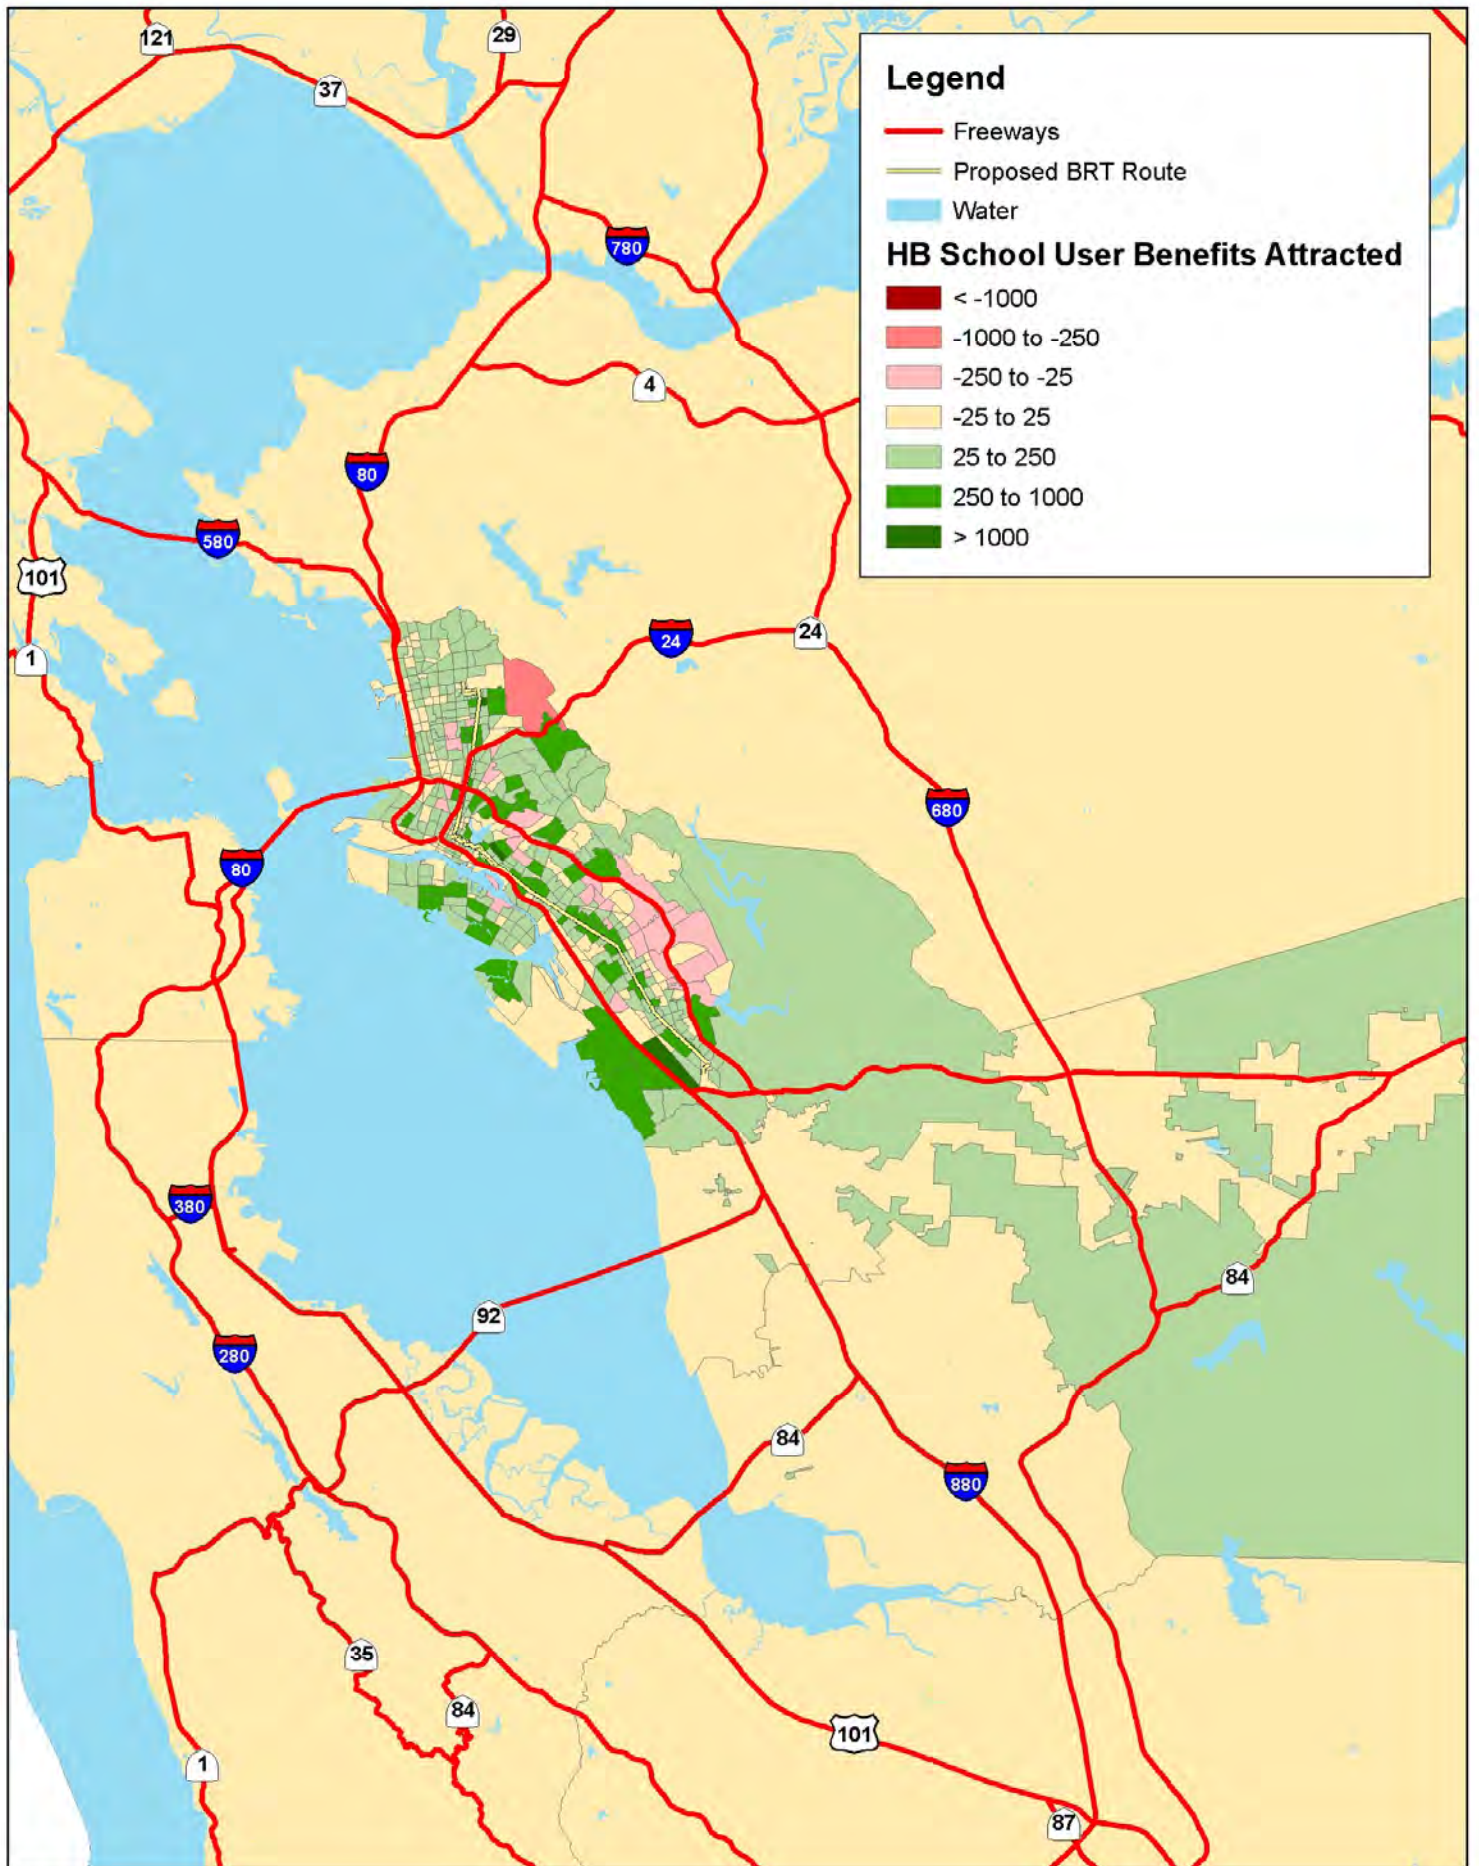 121
29
37
Legend
Freeways
Proposed BRT Route
Water
HB School User Benefits Attracted
< -1000
-1000 to -250
-250 to -25
-25 to 25
25 to 250
250 to 1000
> 1000
780
4
80
580
101
1
24
24
680
80
380
84
92
280
84
880
35
84
101
1
87